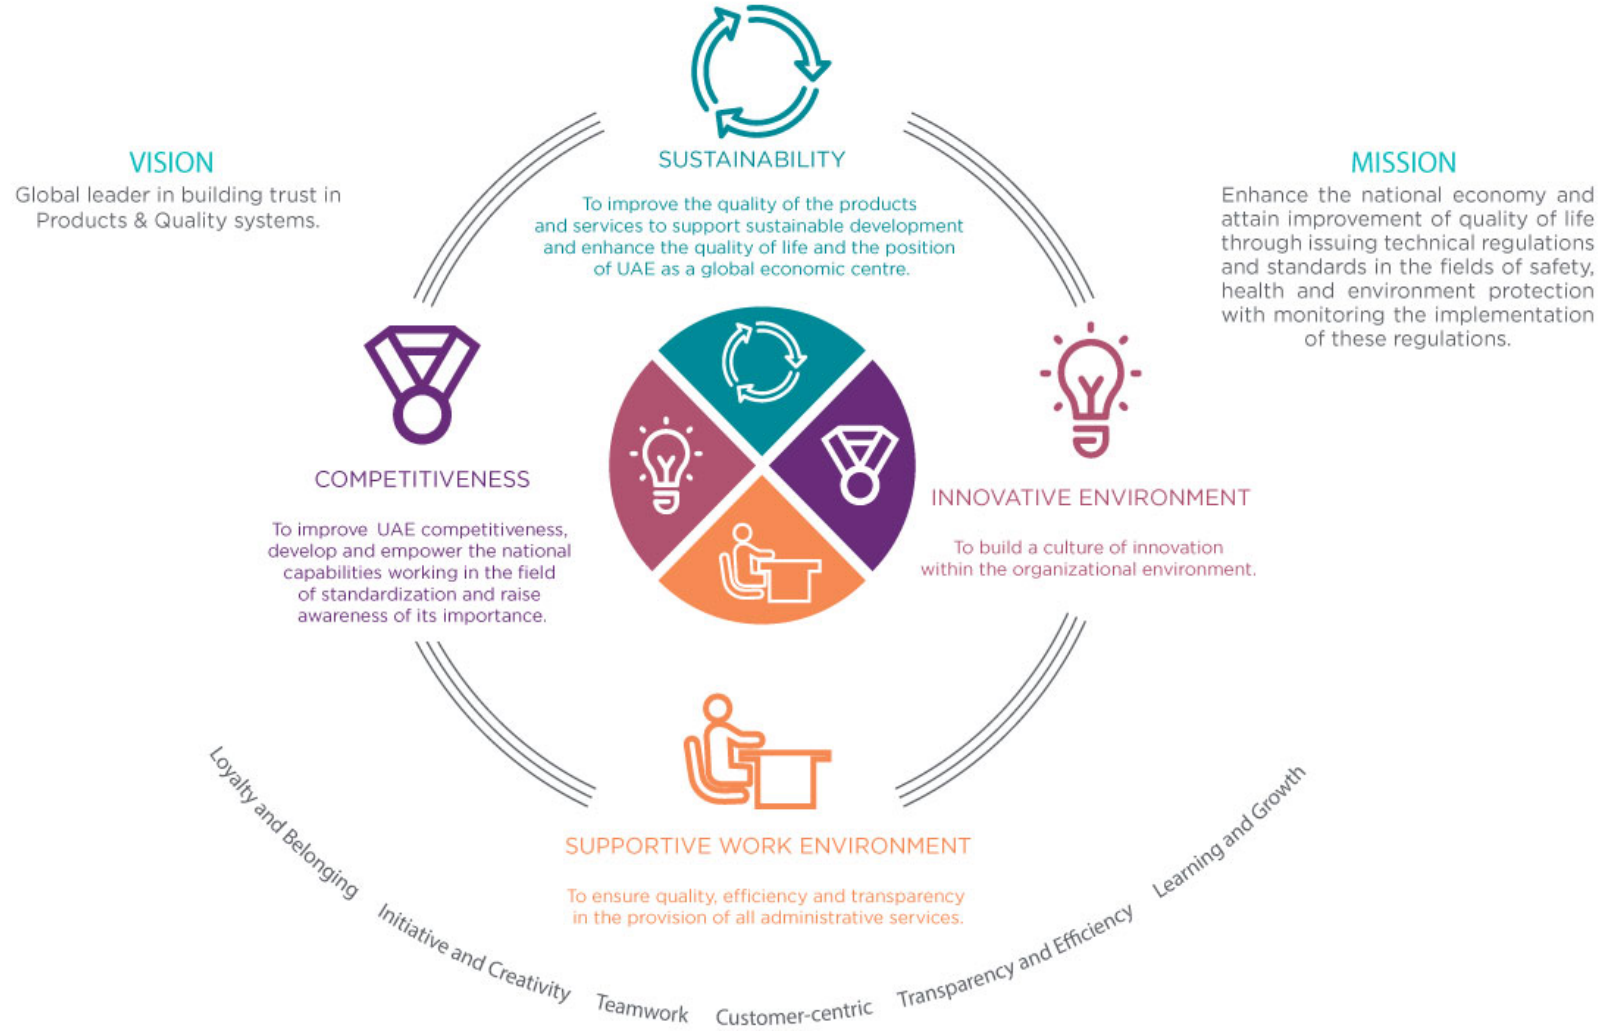 VISION
Global leader in building trust in
Products & Quality systems.
SUSTAINABILITY
To improve the quality of the products
and services to support sustainable development
and enhance the quality of life and the position
of UAE as a global economic centre.
MISSION
Enhance the national economy and
attain improvement of quality of life
through issuing technical regulations
and standards in the fields of safety,
health and environment protection
with monitoring the implementation
of these regulations.
COMPETITIVENESS
To improve UAE competitiveness,
develop and empower the national
capabilities working in the field
of standardization and raise
awareness of its importance.
INNOVATIVE ENVIRONMENT
To build a culture of innovation
within the organizational environment.
SUPPORTIVE WORK ENVIRONMENT
To ensure quality, efficiency and transparency
in the provision of all administrative services.
Loyalty and Belonging
Initiative and Creativity
Teamwork
Customer-centric
Transparency and Efficiency
Learning and Growth